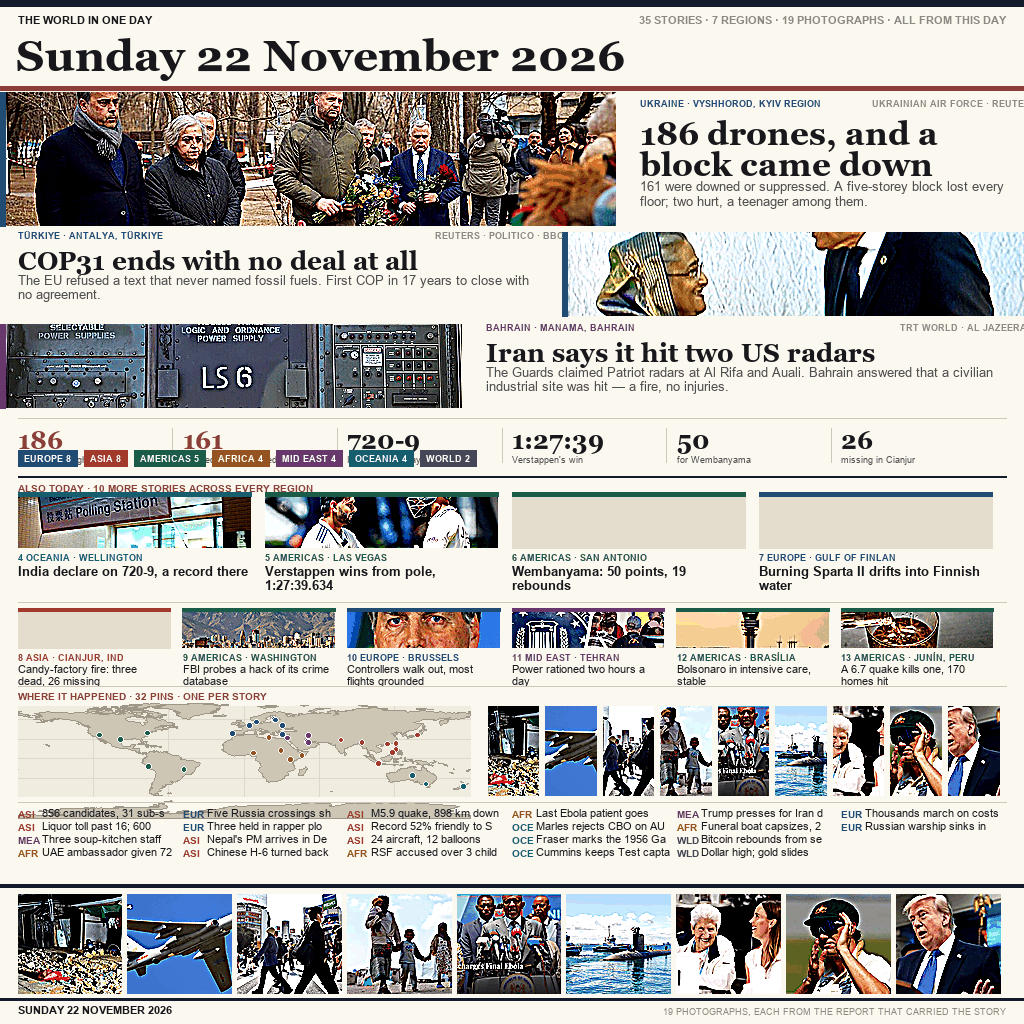 THE WORLD IN ONE DAY
35 STORIES · 7 REGIONS · 19 PHOTOGRAPHS · ALL FROM THIS DAY
Sunday 22 November 2026
UKRAINE · VYSHHOROD, KYIV REGION
UKRAINIAN AIR FORCE · REUTE
186 drones, and a
block came down
161 were downed or suppressed. A five-storey block lost every
floor; two hurt, a teenager among them.
TÜRKIYE · ANTALYA, TÜRKIYE
REUTERS · POLITICO · BBC
COP31 ends with no deal at all
The EU refused a text that never named fossil fuels. First COP in 17 years to close with
no agreement.
SELECTABLE
POWER SUPPLIES
LOGIC AND ORDNANCE
POWER SUPPLY
LS 6
BAHRAIN · MANAMA, BAHRAIN
TRT WORLD · AL JAZEERA
Iran says it hit two US radars
The Guards claimed Patriot radars at Al Rifa and Auali. Bahrain answered that a civilian
industrial site was hit — a fire, no injuries.
186
161
720-9
1:27:39
Verstappen's win
50
for Wembanyama
26
missing in Cianjur
EUROPE 8
ASIA 8
AMERICAS 5
AFRICA 4
MID EAST 4
OCEANIA 4
WORLD 2
ALSO TODAY · 10 MORE STORIES ACROSS EVERY REGION
投票站 Polling Station
4 OCEANIA · WELLINGTON
India declare on 720-9, a record there
5 AMERICAS · LAS VEGAS
Verstappen wins from pole,
1:27:39.634
6 AMERICAS · SAN ANTONIO
Wembanyama: 50 points, 19
rebounds
7 EUROPE · GULF OF FINLAN
Burning Sparta II drifts into Finnish
water
8 ASIA · CIANJUR, IND
Candy-factory fire: three
dead, 26 missing
9 AMERICAS · WASHINGTON
FBI probes a hack of its crime
database
10 EUROPE · BRUSSELS
Controllers walk out, most
flights grounded
11 MID EAST · TEHRAN
Power rationed two hours a
day
12 AMERICAS · BRASÍLIA
Bolsonaro in intensive care,
stable
13 AMERICAS · JUNÍN, PERU
A 6.7 quake kills one, 170
homes hit
WHERE IT HAPPENED · 32 PINS · ONE PER STORY
ASI 856 candidates, 31 sub-s
ASI Liquor toll past 16; 600
MEA Three soup-kitchen staff
AFR UAE ambassador given 72
EUR Five Russia crossings sh
EUR Three held in rapper plo
ASI Nepal's PM arrives in De
ASI Chinese H-6 turned back
ASI M5.9 quake, 898 km down
ASI Record 52% friendly to S
ASI 24 aircraft, 12 balloons
AFR RSF accused over 3 child
AFR Last Ebola patient goes
OCE Marles rejects CBO on AU
OCE Fraser marks the 1956 Ga
OCE Cummins keeps Test capta
MEA Trump presses for Iran d
AFR Funeral boat capsizes, 2
WLD Bitcoin rebounds from se
WLD Dollar high; gold slides
EUR Thousands march on costs
EUR Russian warship sinks in
Final Ebola
SUNDAY 22 NOVEMBER 2026
19 PHOTOGRAPHS, EACH FROM THE REPORT THAT CARRIED THE STORY